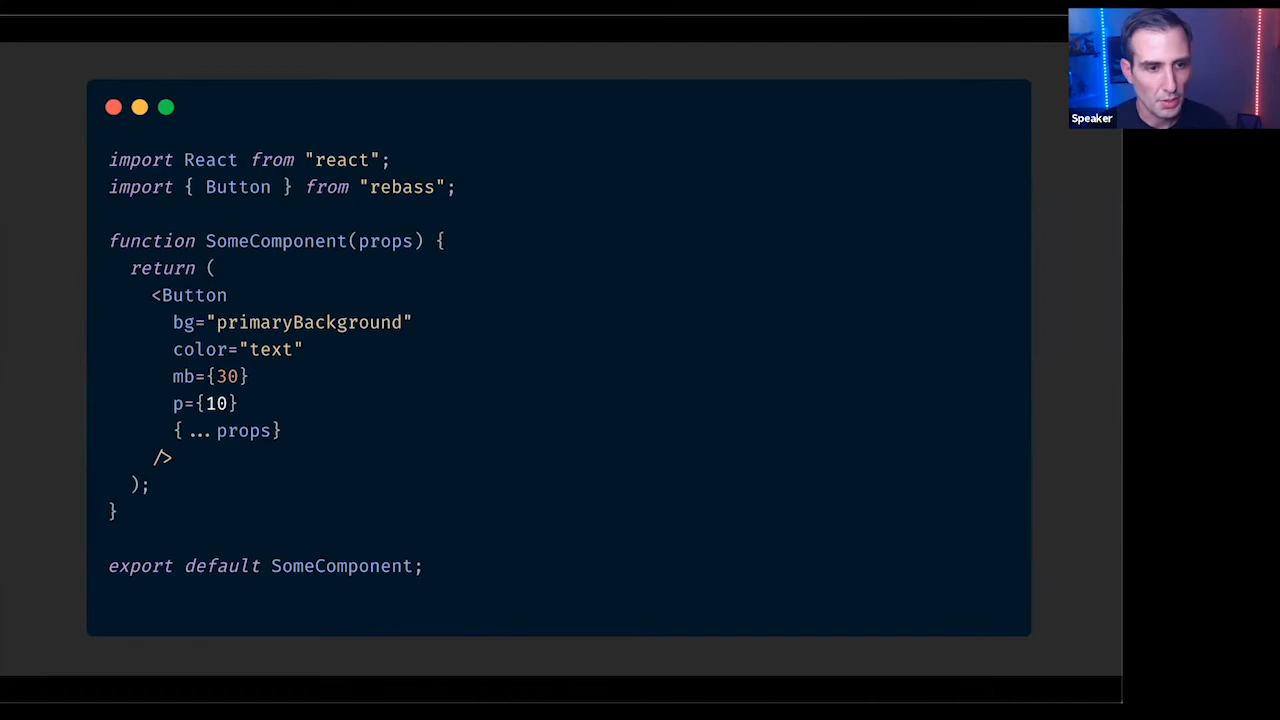 import React from "react";
import { Button } from "rebass";
function SomeComponent(props) {
return (
<Button
bg="primaryBackground"
color="text"
mb={30}
p={10}
{...props}
/>
);
}
export default SomeComponent;
Speaker